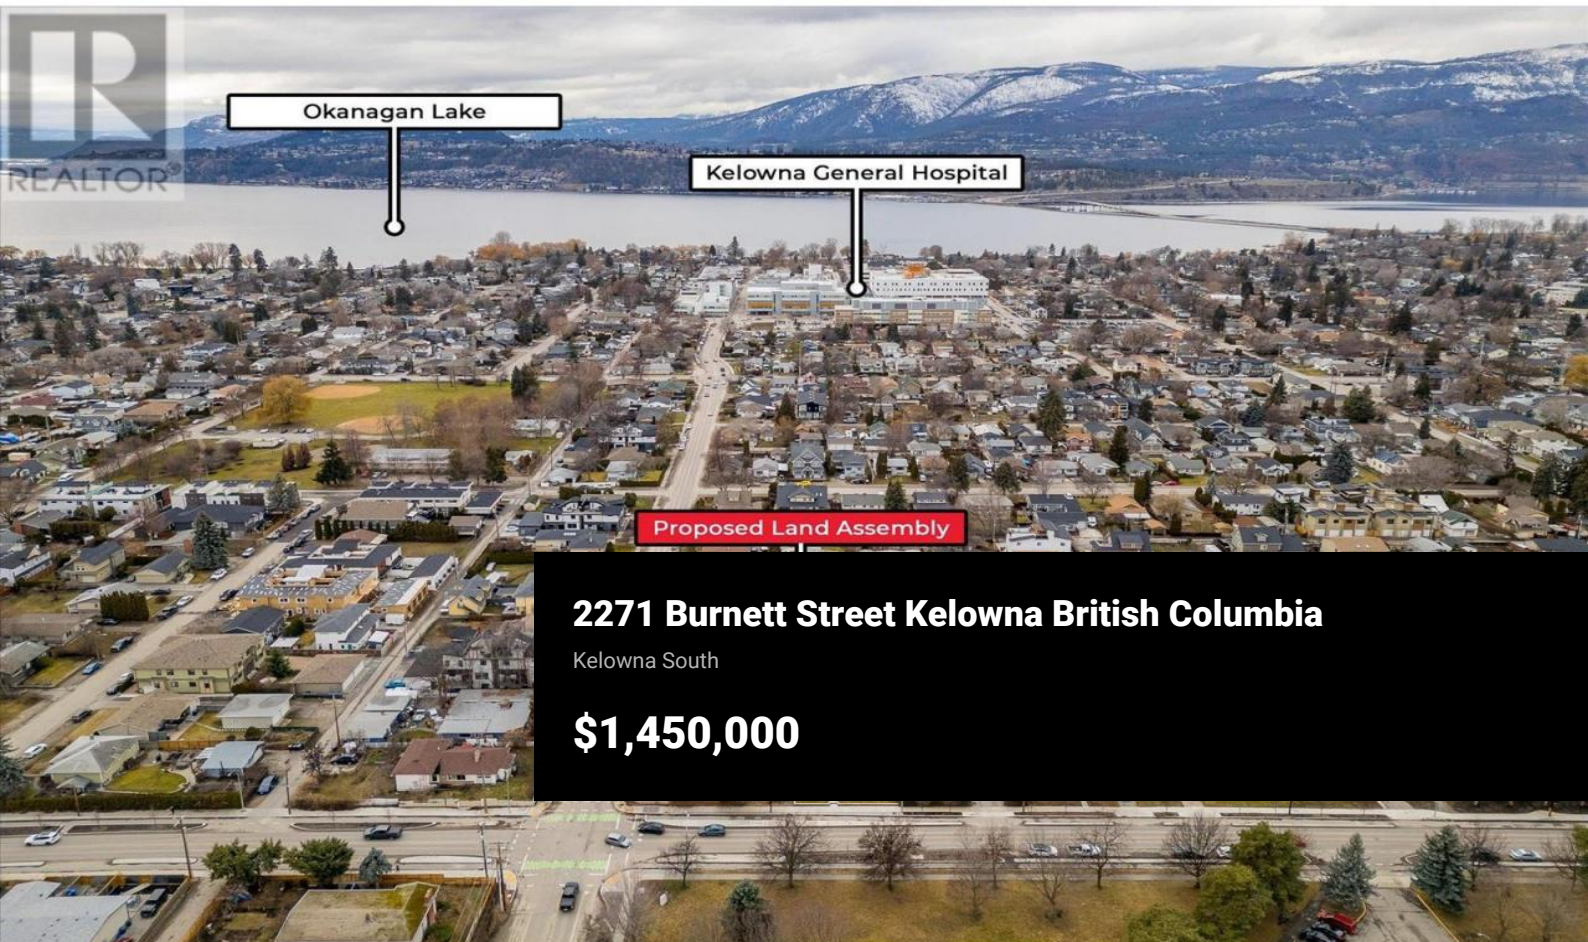 REALTOR®
Okanagan Lake
Kelowna General Hospital
Proposed Land Assembly
2271 Burnett Street Kelowna British Columbia
Kelowna South
$1,450,000